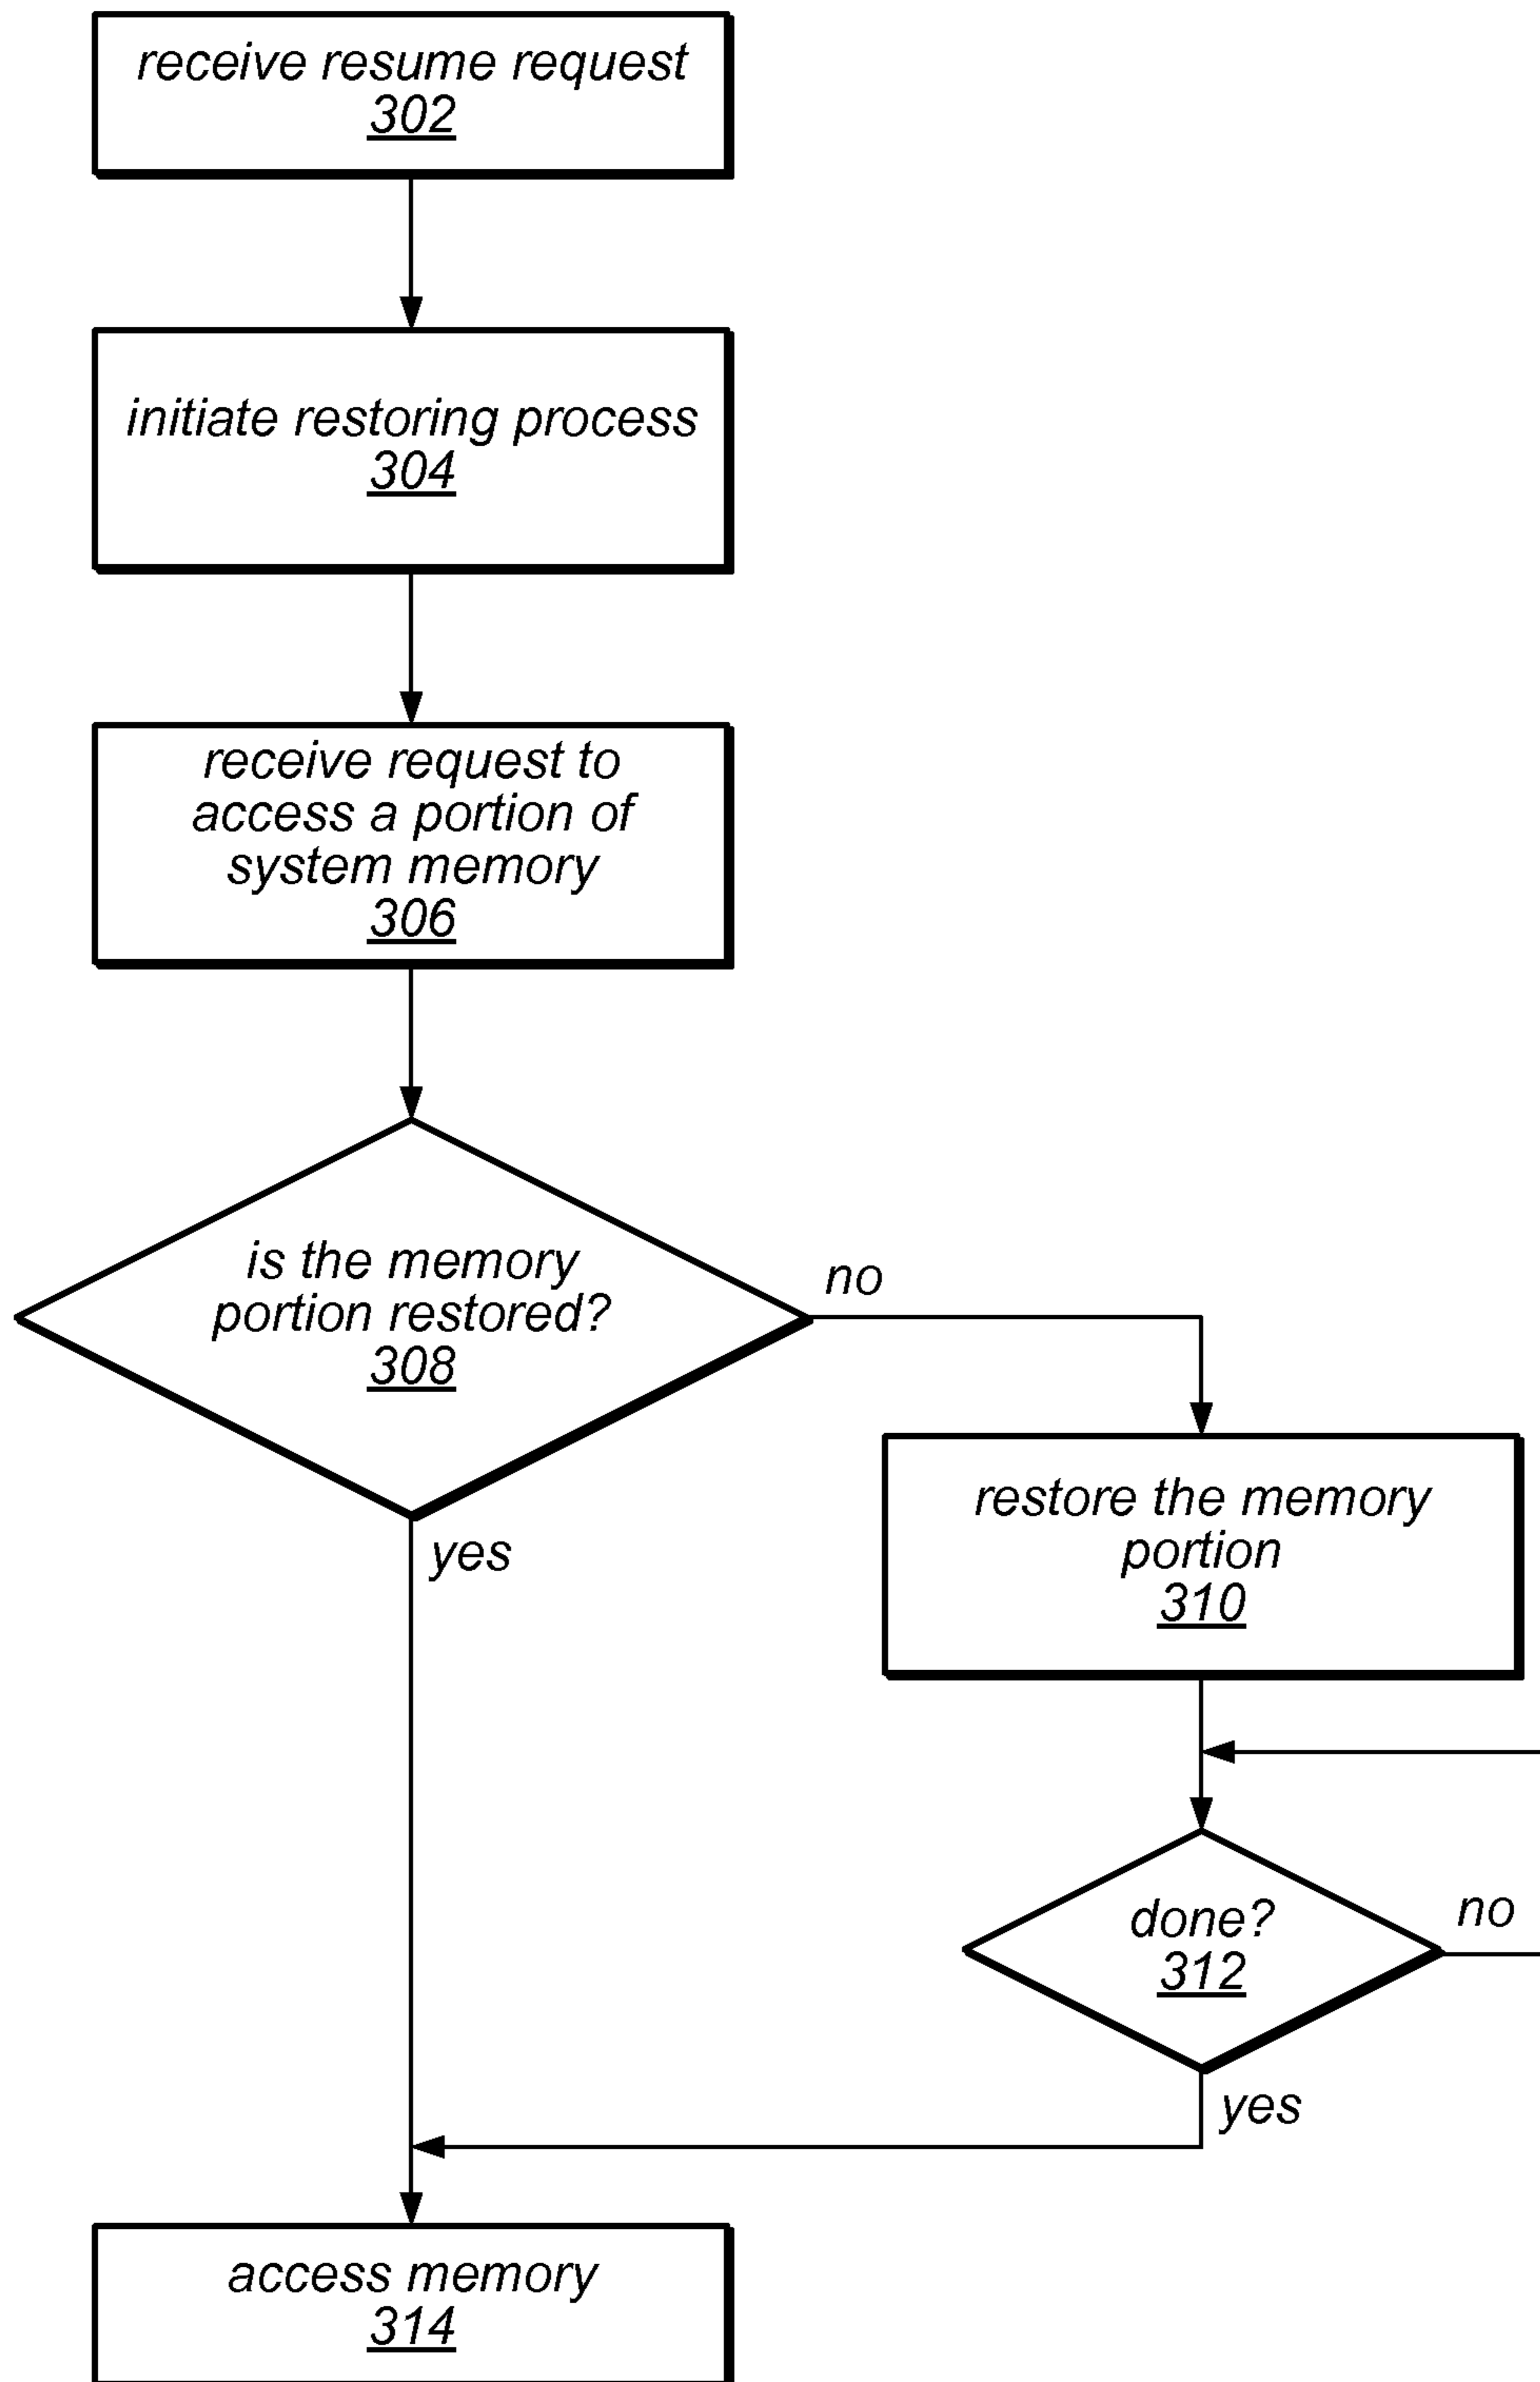 receive resume request
302
initiate restoring process
304
receive request to
access a portion of
system memory
306
is the memory
portion restored?
308
no
yes
restore the memory
portion
310
done?
312
no
yes
access memory
314